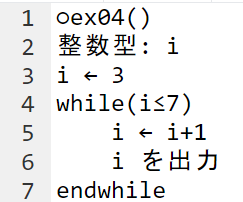 1 ○ex04()
2 整数型: i
3 i ← 3
4 while(i≤7)
5     i ← i+1
6     i を出力
7 endwhile